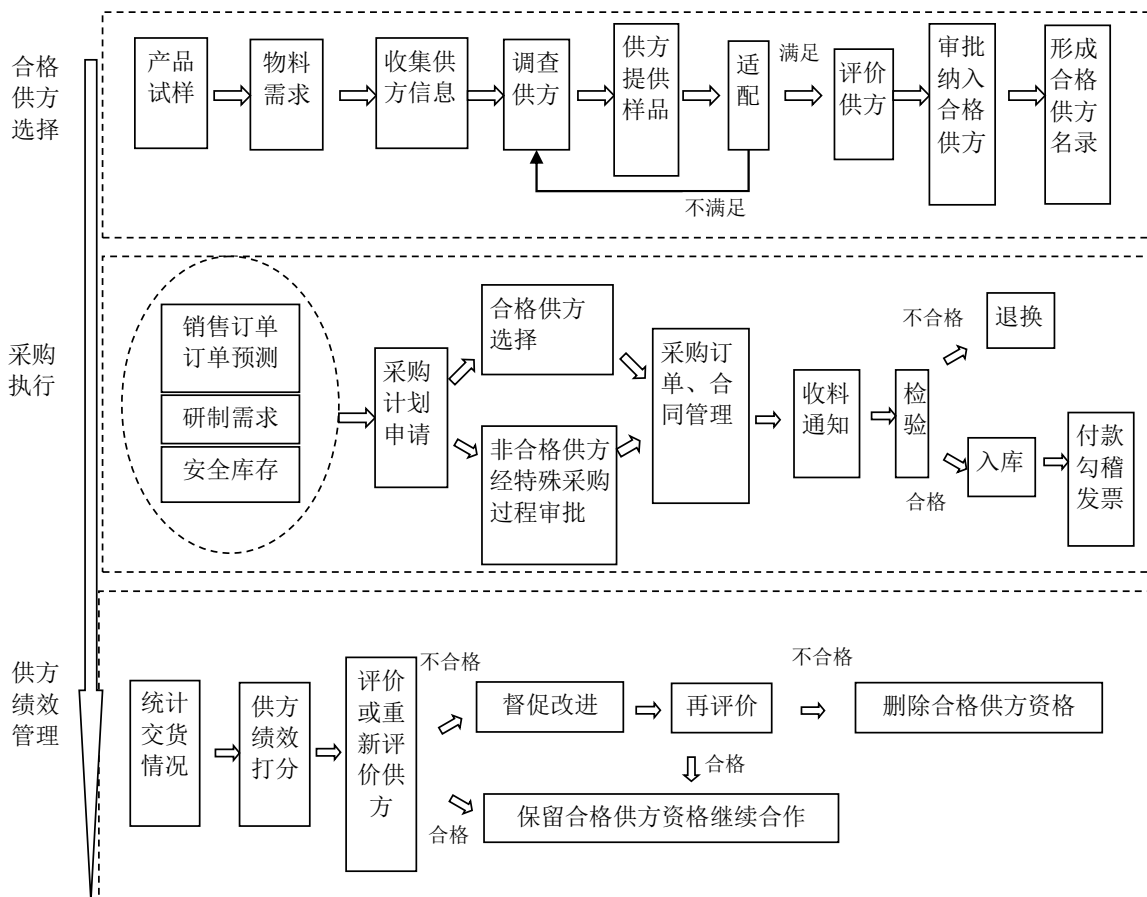 合格
供方
选择
产品
试样
物料
需求
收集供
方信息
调查
供方
供方
提供
样品
适
配
满足
不满足
评价
供方
审批
纳入
合格
供方
形成
合格
供方
名录
采购
执行
销售订单
订单预测
研制需求
安全库存
采购
计划
申请
合格供方
选择
非合格供方
经特殊采购
过程审批
采购订
单、合
同管理
收料
通知
检
验
不合格
退换
合格
入库
付款
勾稽
发票
供方
绩效
管理
统计
交货
情况
供方
绩效
打分
评价
或重
新评
价供
方
不合格
督促改进
再评价
不合格
删除合格供方资格
合格
合格
保留合格供方资格继续合作